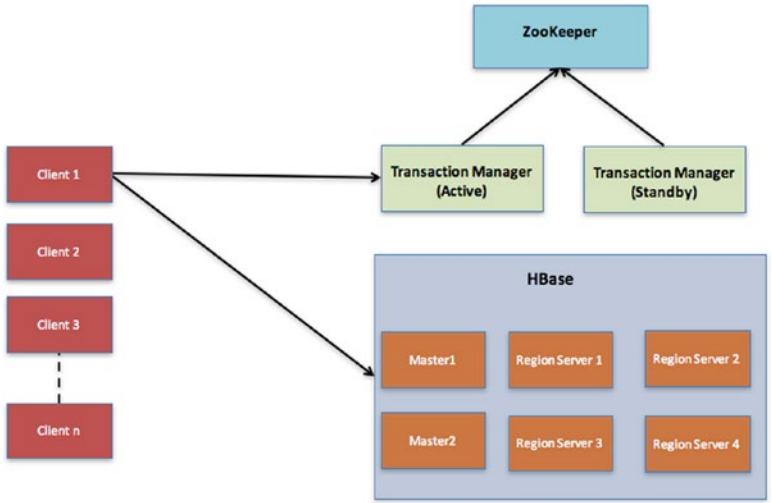 ZooKeeper
Client 1
Transaction Manager
(Active)
Transaction Manager
(Standby)
Client 2
HBase
Client 3
Master1
Region Server 1
Region Server 2
Client n
Master2
Region Server 3
Region Server 4